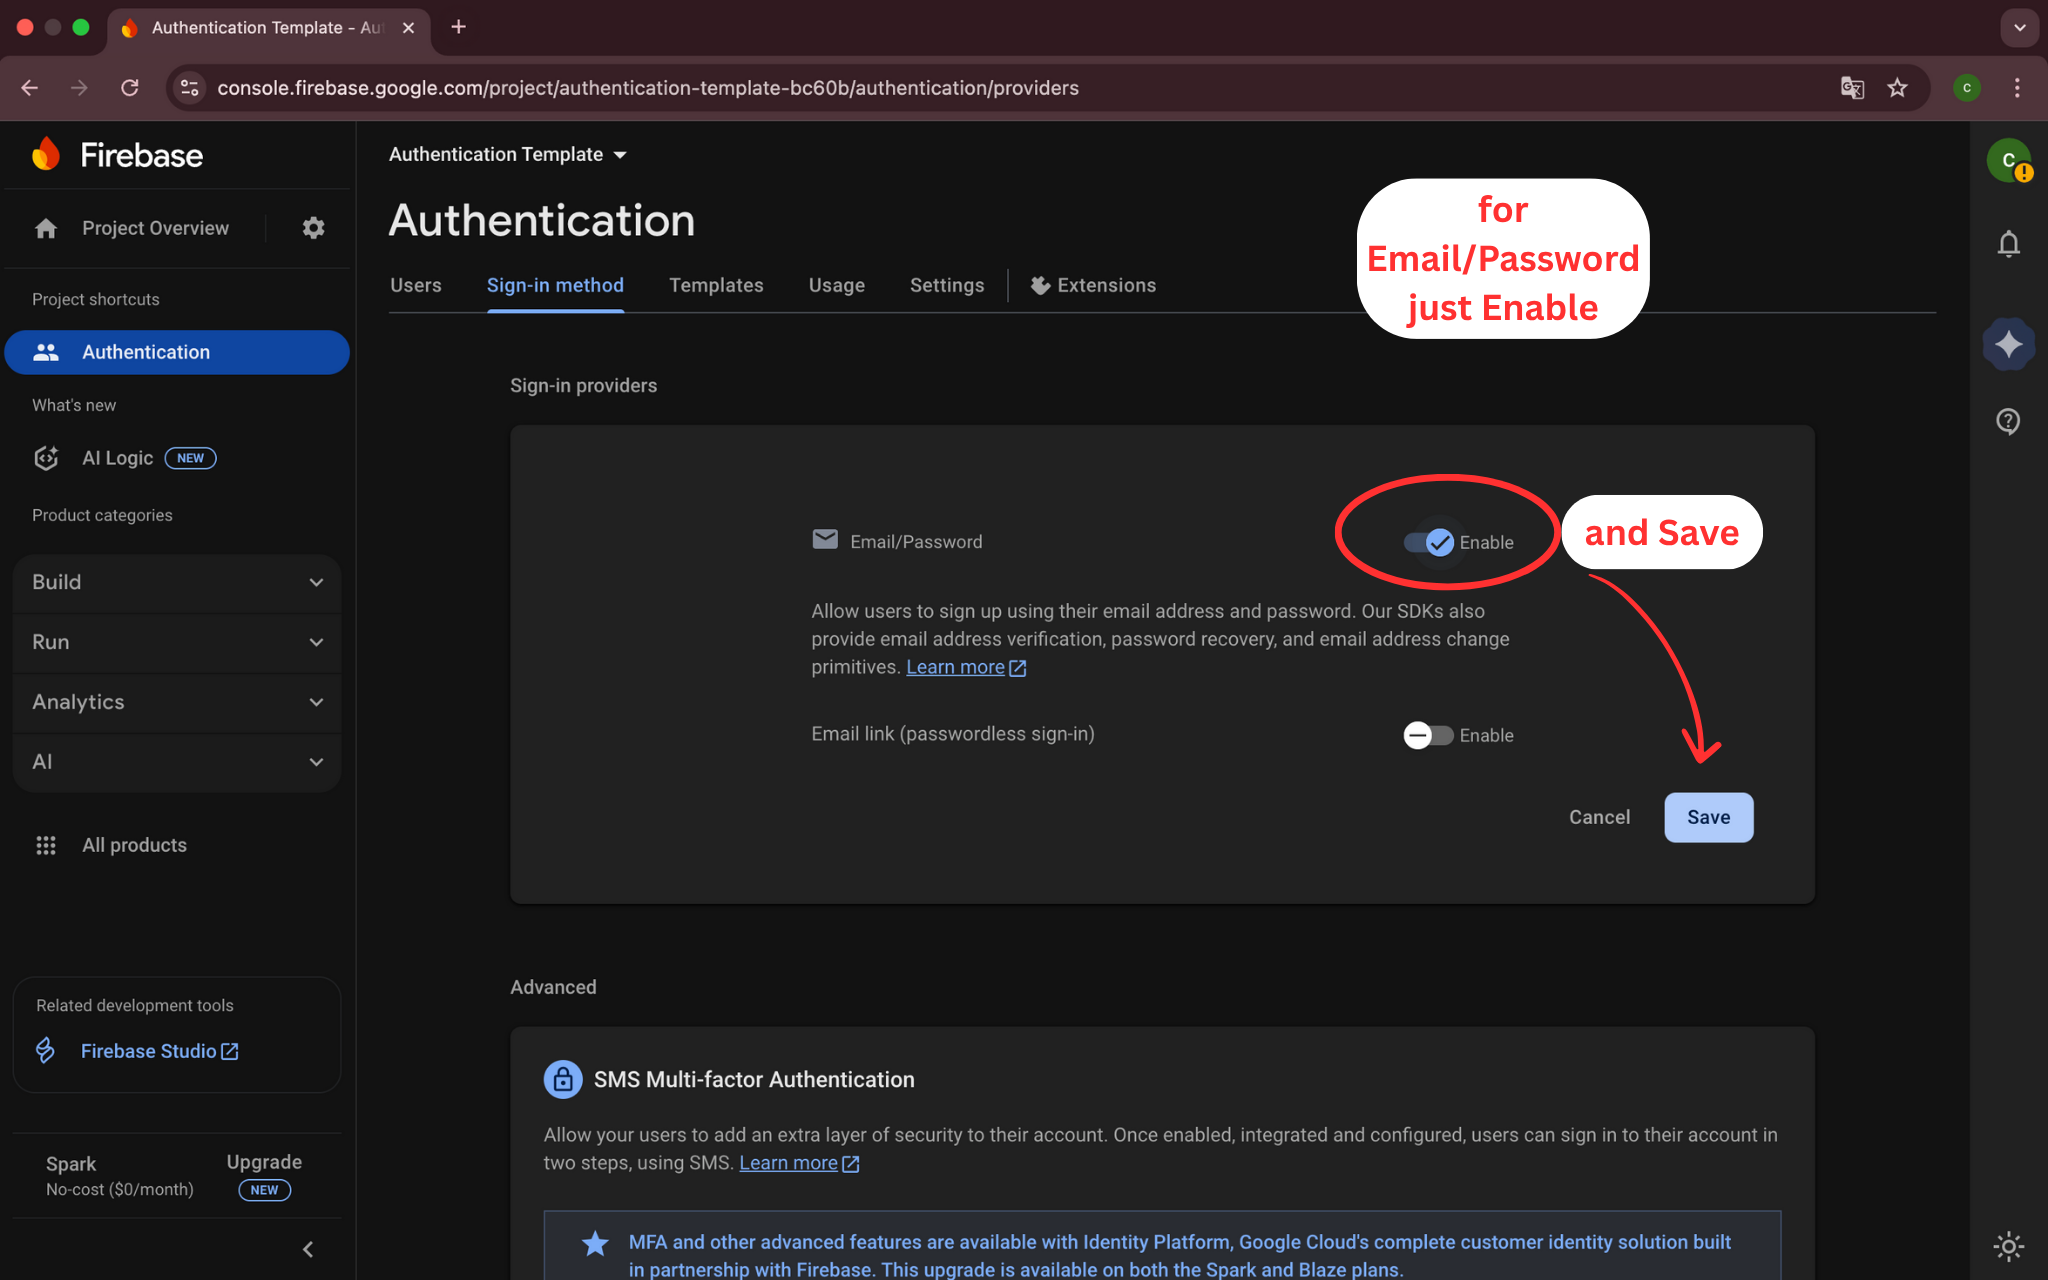 Authentication Template - Au
console.firebase.google.com/project/authentication-template-bc60b/authentication/providers
C
Firebase
Authentication Template
C
Project Overview
Authentication
for
Email/Password
just Enable
Users
Sign-in method
Templates
Usage
Settings
Extensions
Project shortcuts
Authentication
What's new
AI Logic
NEW
Product categories
Build
Run
Analytics
AI
All products
Sign-in providers
Email/Password
Enable
and Save
Allow users to sign up using their email address and password. Our SDKs also
provide email address verification, password recovery, and email address change
primitives. Learn more
Email link (passwordless sign-in)
Enable
Cancel
Save
Advanced
Related development tools
Firebase Studio
SMS Multi-factor Authentication
Allow your users to add an extra layer of security to their account. Once enabled, integrated and configured, users can sign in to their account in
two steps, using SMS. Learn more
Spark
No-cost ($0/month)
Upgrade
NEW
MFA and other advanced features are available with Identity Platform, Google Cloud's complete customer identity solution built
in partnership with Firebase. This upgrade is available on both the Spark and Blaze plans.